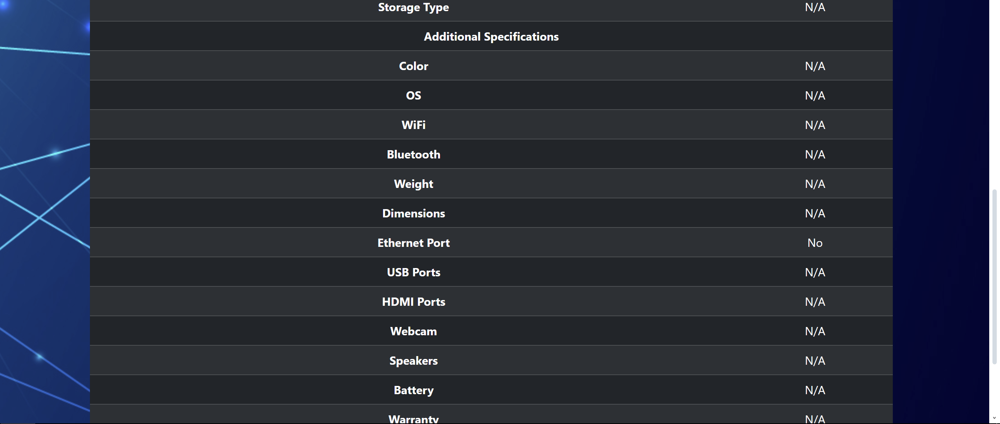 Storage Type N/A
Additional Specifications
Color N/A
OS N/A
WiFi N/A
Bluetooth N/A
Weight N/A
Dimensions N/A
Ethernet Port No
USB Ports N/A
HDMI Ports N/A
Webcam N/A
Speakers N/A
Battery N/A
Warranty N/A